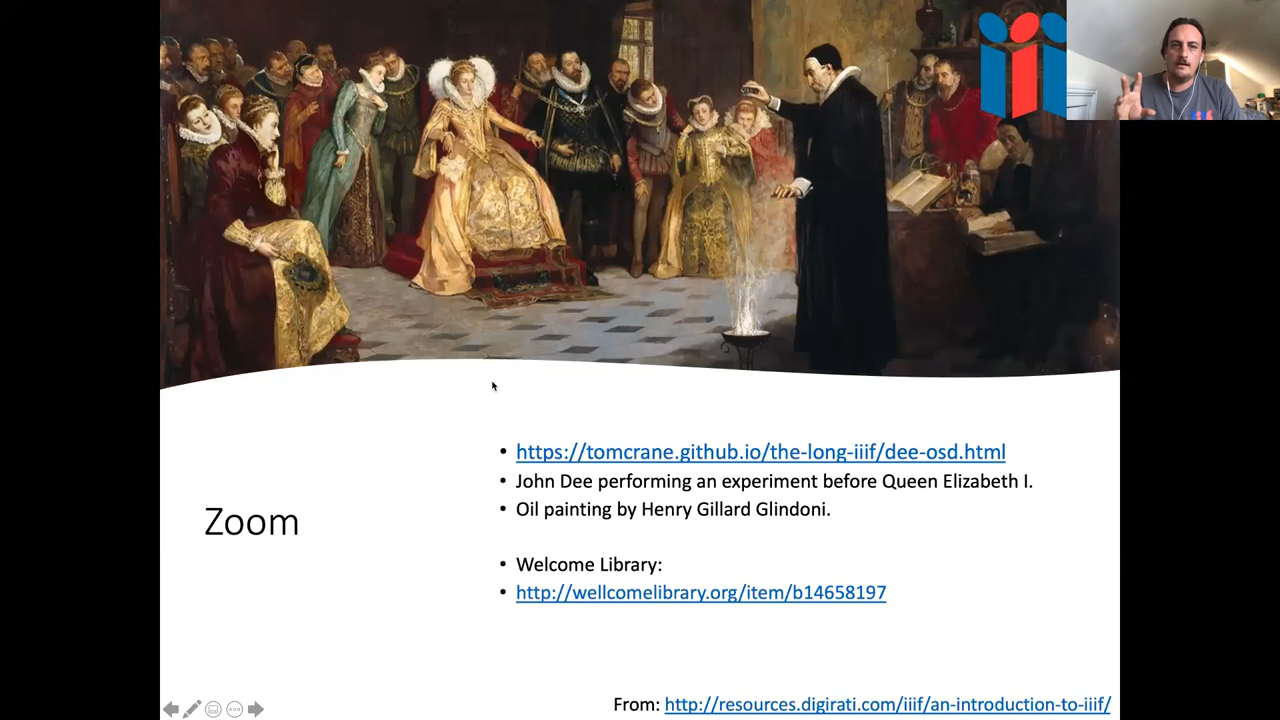 Zoom
https://tomcrane.github.io/the-long-iiif/dee-osd.html
John Dee performing an experiment before Queen Elizabeth I.
Oil painting by Henry Gillard Glindoni.
Welcome Library:
http://wellcomelibrary.org/item/b14658197
From: http://resources.digirati.com/iiif/an-introduction-to-iiif/